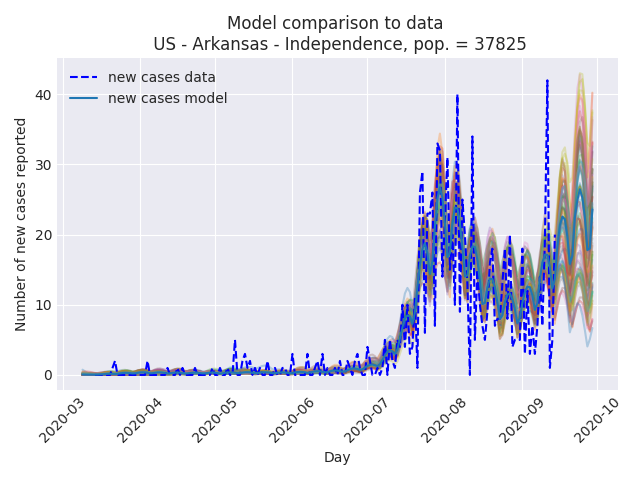 Model comparison to data
US - Arkansas - Independence, pop. = 37825
new cases data
new cases model
Number of new cases reported
40
30
20
10
0
2020-03
2020-04
2020-05
2020-06
2020-07
2020-08
2020-09
2020-10
Day